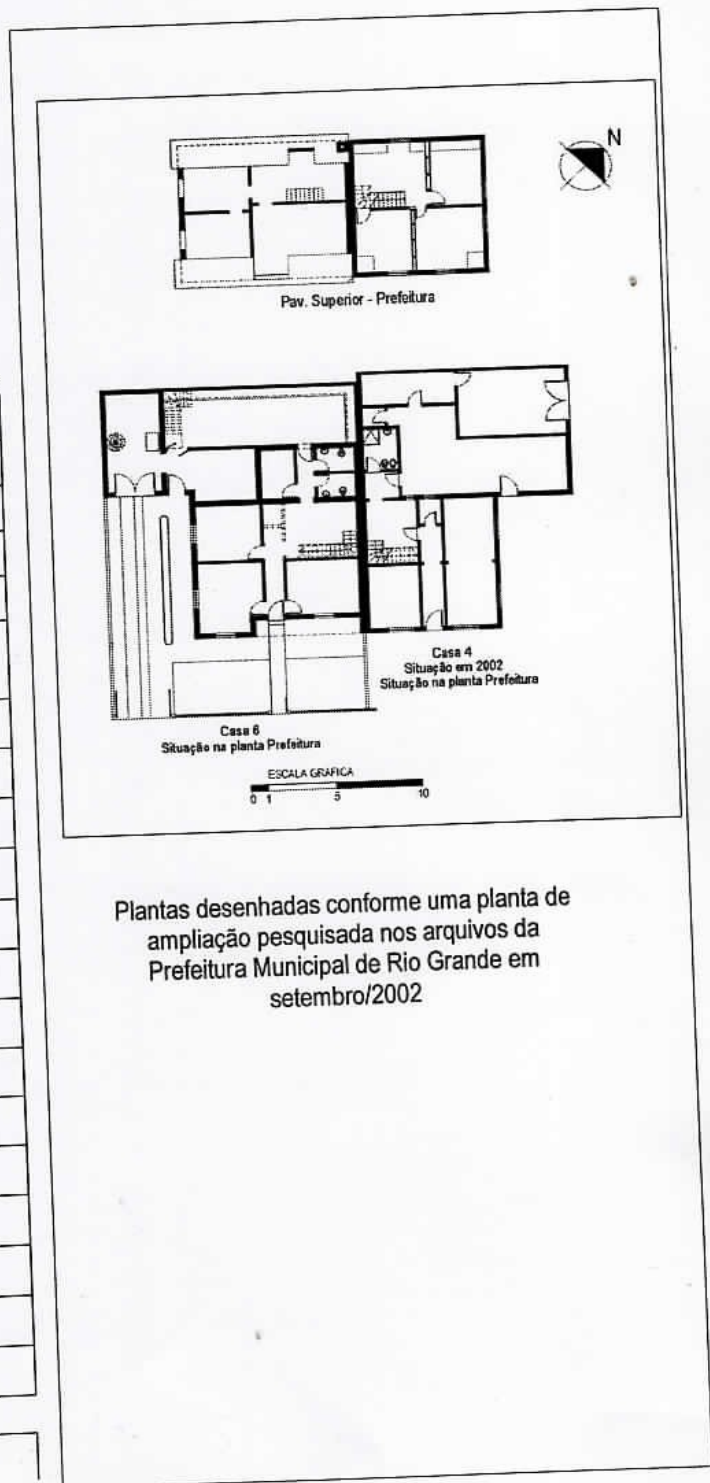 N
Pav. Superior - Prefeitura
Casa 4
Situação em 2002
Situação na planta Prefeitura
Casa 6
Situação na planta Prefeitura
ESCALA GRAFICA
0 1 5 10
Plantas desenhadas conforme uma planta de
ampliação pesquisada nos arquivos da
Prefeitura Municipal de Rio Grande em
setembro/2002